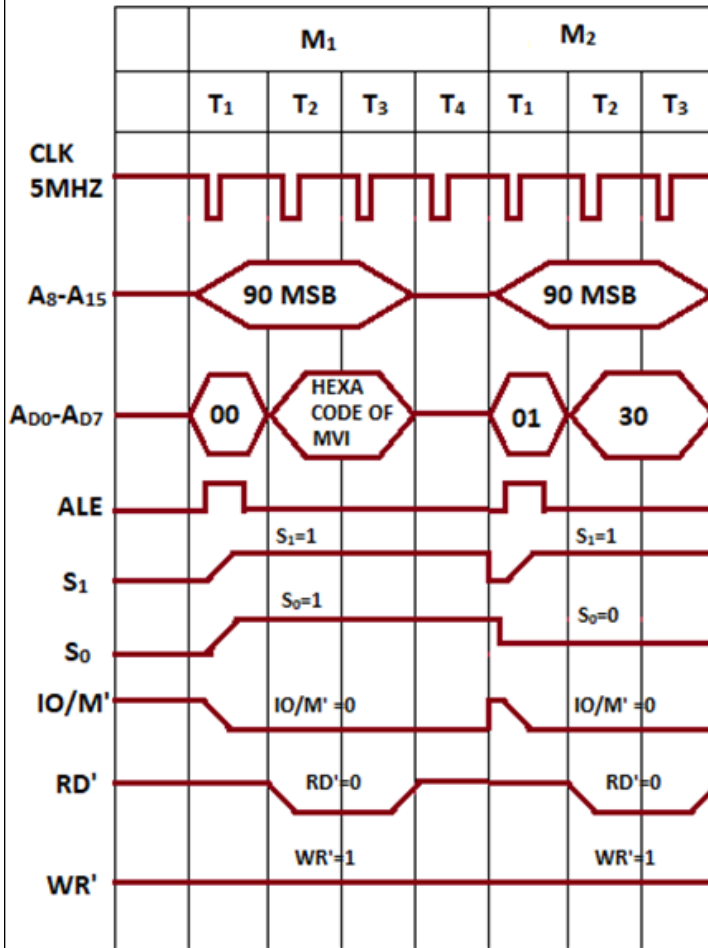 M₁ M₂
T₁ T₂ T₃ T₄ T₁ T₂ T₃
CLK
5MHZ
A₈-A₁₅ 90 MSB 90 MSB
A_D0-A_D7 00 HEXA CODE OF MVI 01 30
ALE
S₁ S₁=1 S₁=1
S₀ S₀=1 S₀=0
IO/M' IO/M'=0 IO/M'=0
RD' RD'=0 RD'=0
WR' WR'=1 WR'=1